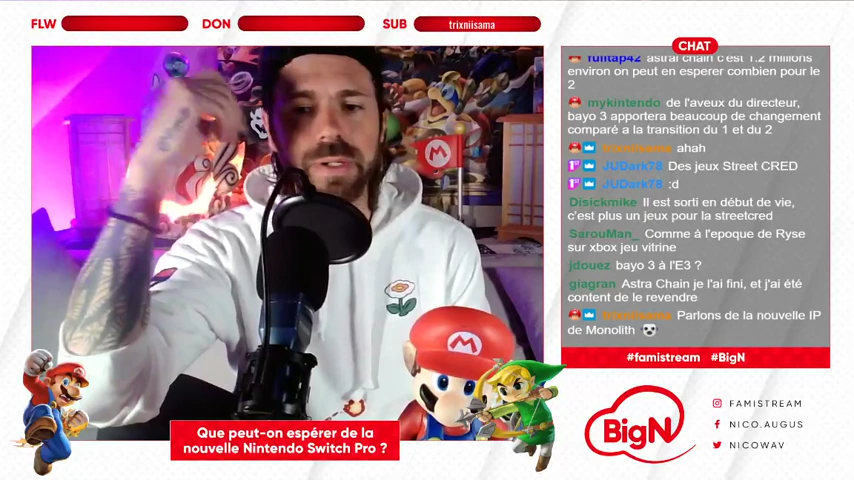 FLW
DON
SUB
trixniisama
CHAT
fulltap42 astral chain c'est 1.2 millions
environ on peut en esperer combien pour le
2
mykintendo de l'aveux du directeur,
bayo 3 apportera beaucoup de changement
comparé a la transition du 1 et du 2
trixniisama ahah
JUDark78 Des jeux Street CRED
JUDark78 :d
Disickmike Il est sorti en début de vie,
c'est plus un jeux pour la streetcred
SarouMan_ Comme à l'epoque de Ryse
sur xbox jeu vitrine
jdouez bayo 3 à l'E3 ?
giagran Astra Chain je l'ai fini, et j'ai été
content de le revendre
trixniisama Parlons de la nouvelle IP
de Monolith
#famistream #BigN
Que peut-on espérer de la
nouvelle Nintendo Switch Pro ?
BigN
FAMISTREAM
NICO.AUGUS
NICOWAV